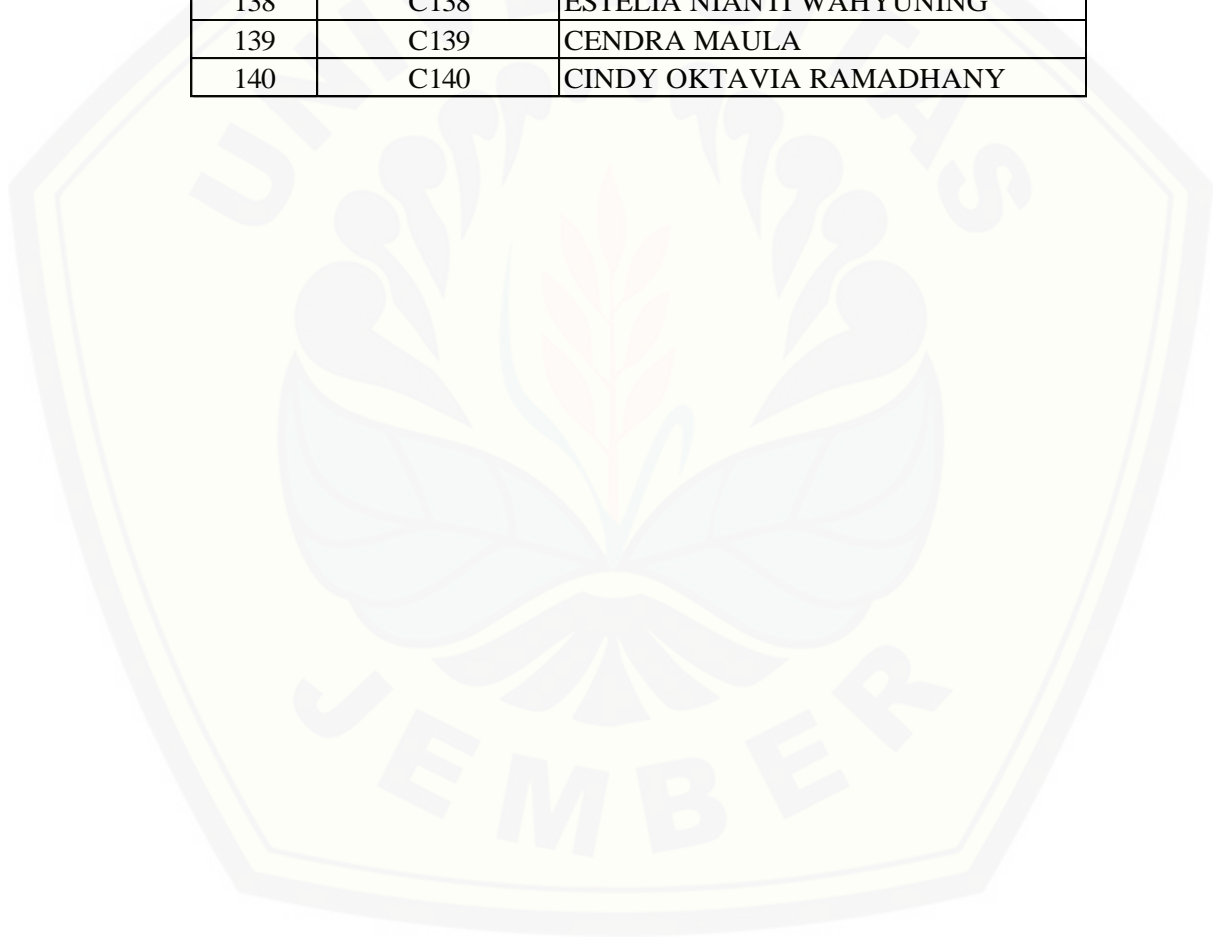 138 C138 ESTELIA NIANTI WAHYUNING
139 C139 CENDRA MAULA
140 C140 CINDY OKTAVIA RAMADHANY
JEMBER